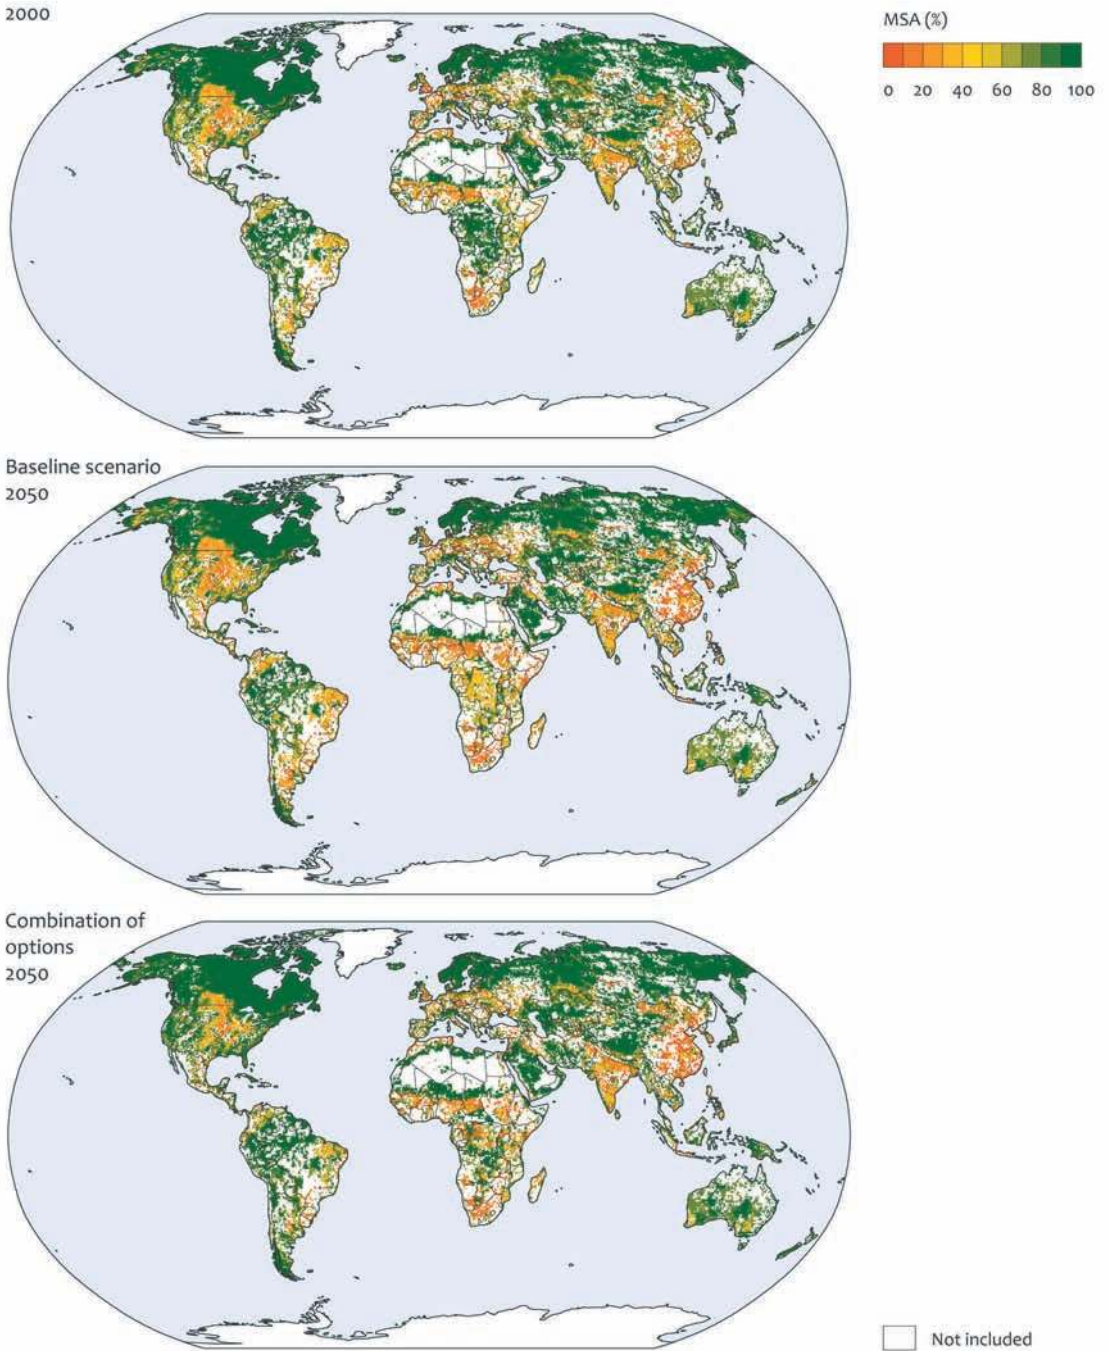 2000
MSA (%)
0 20 40 60 80 100
Baseline scenario
2050
Combination of
options
2050
Not included